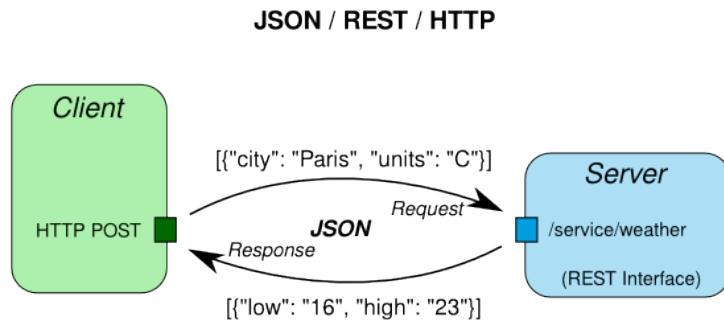 JSON / REST / HTTP
Client
[{"city": "Paris", "units": "C"}]
Server
Request
HTTP POST
JSON
/service/weather
Response
(REST Interface)
[{"low": "16", "high": "23"}]